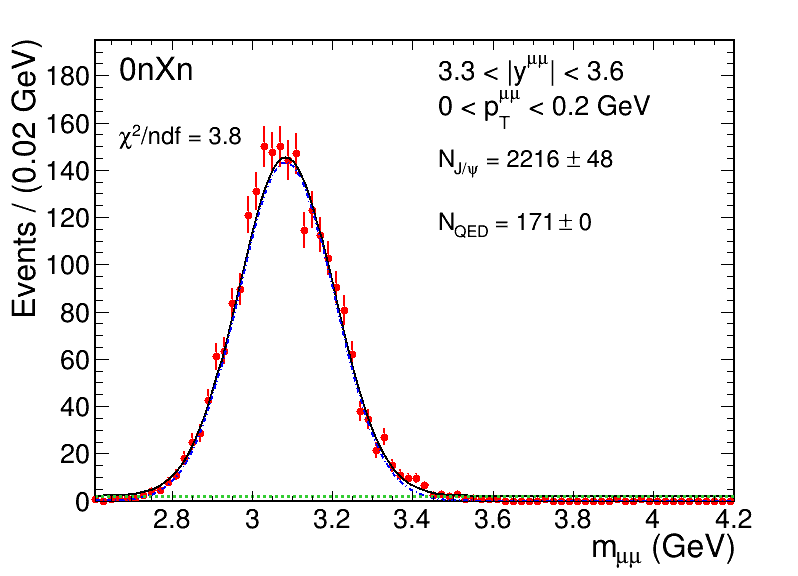 0nXn
3.3 < |y^μμ| < 3.6
0 < p_T^μμ < 0.2 GeV
χ²/ndf = 3.8
N_J/ψ = 2216 ± 48
N_QED = 171 ± 0
Events / (0.02 GeV)
180
160
140
120
100
80
60
40
20
0
2.8 3 3.2 3.4 3.6 3.8 4 4.2
m_μμ (GeV)